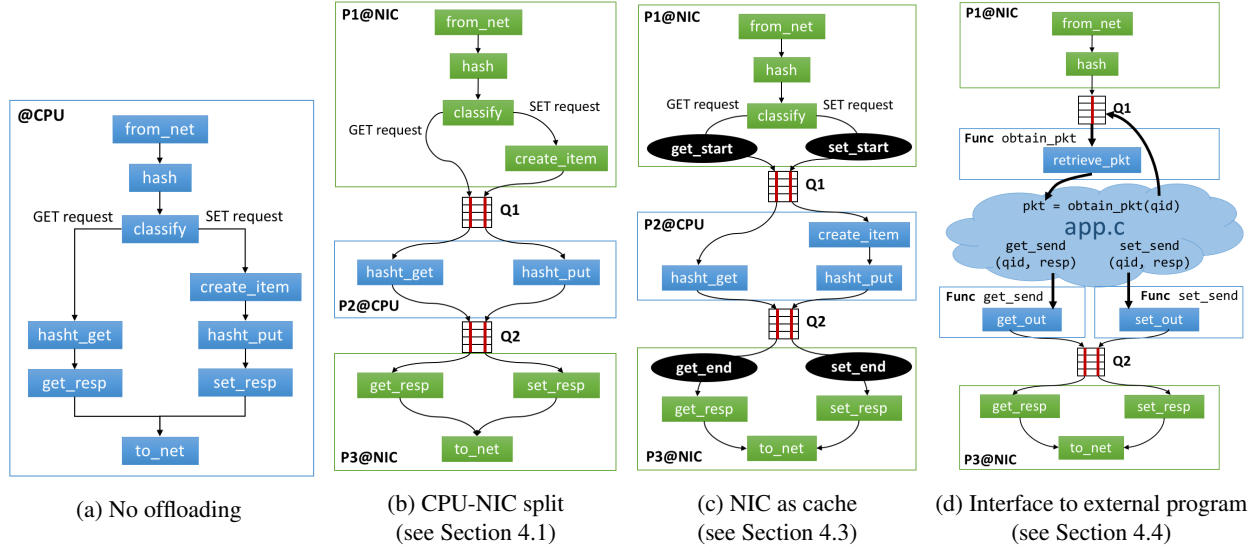 @CPU
from_net
hash
GET request
SET request
classify
create_item
hasht_get
hasht_put
get_resp
set_resp
to_net
(a) No offloading
P1@NIC
from_net
hash
SET request
classify
GET request
create_item
Q1
hasht_get
hasht_put
P2@CPU
Q2
get_resp
set_resp
to_net
P3@NIC
(b) CPU-NIC split
(see Section 4.1)
P1@NIC
from_net
hash
GET request
SET request
classify
get_start
set_start
Q1
P2@CPU
create_item
hasht_get
hasht_put
Q2
get_end
set_end
get_resp
set_resp
to_net
P3@NIC
(c) NIC as cache
(see Section 4.3)
P1@NIC
from_net
hash
Q1
Func obtain_pkt
retrieve_pkt
pkt = obtain_pkt(qid)
app.c
get_send
(qid, resp)
set_send
(qid, resp)
Func get_send
Func set_send
get_out
set_out
Q2
get_resp
set_resp
to_net
P3@NIC
(d) Interface to external program
(see Section 4.4)